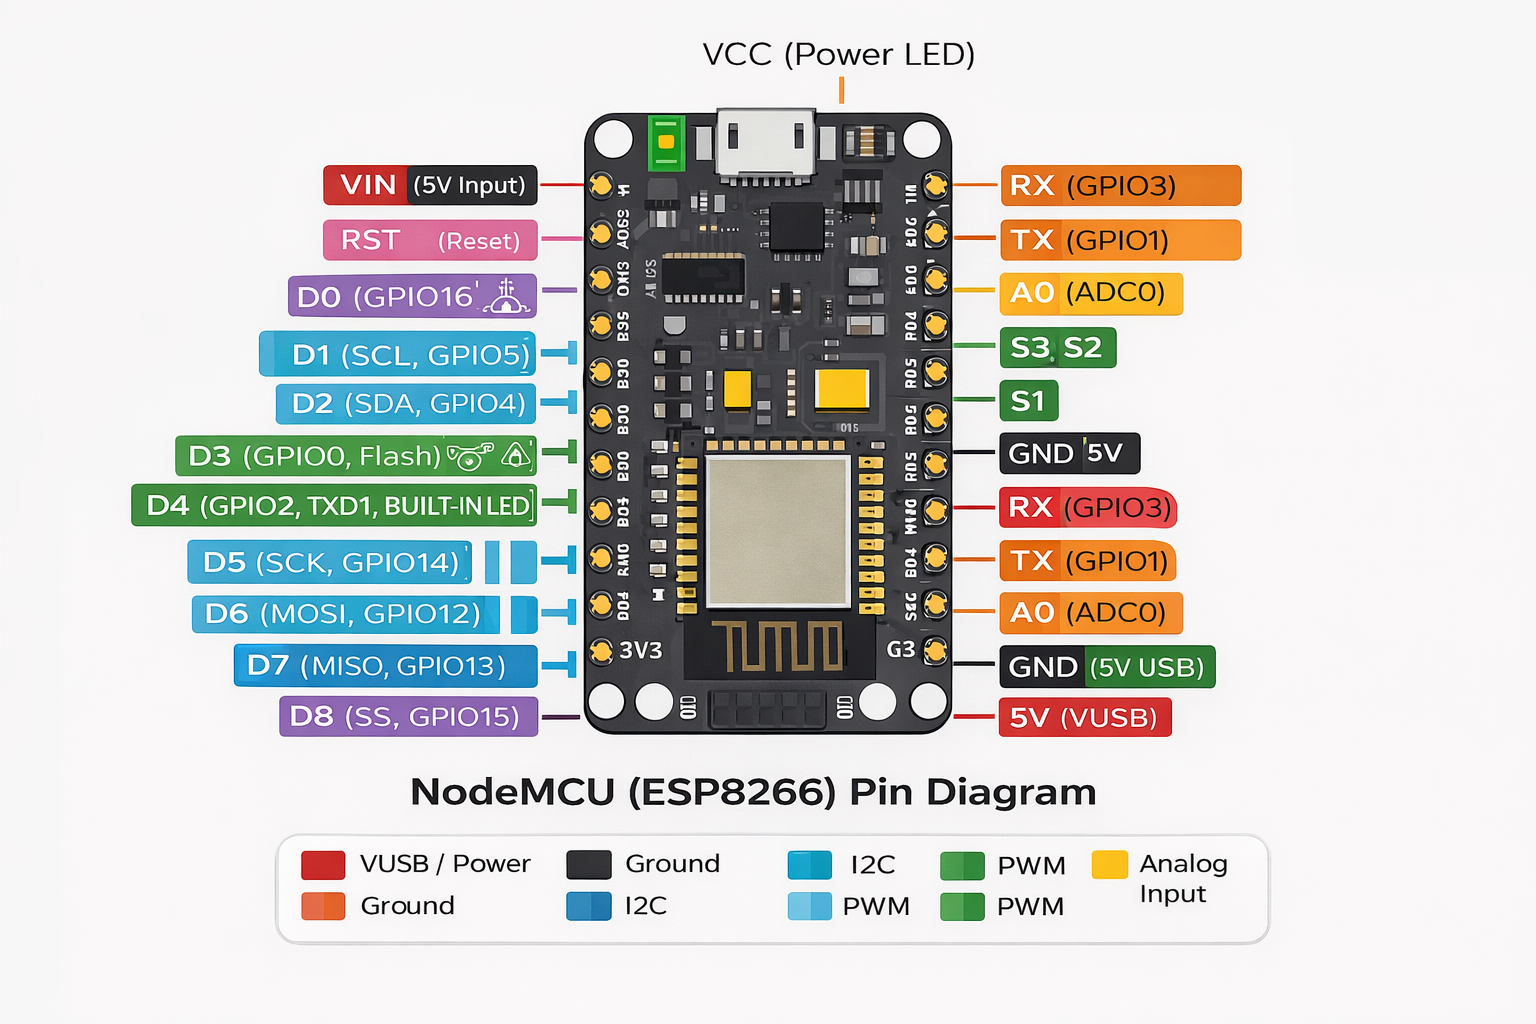 VCC (Power LED)
VIN (5V Input)
RST (Reset)
D0 (GPIO16
D1 (SCL, GPIO5)
D2 (SDA, GPIO4)
D3 (GPIO0, Flash)
D4 (GPIO2, TXD1, BUILT-IN LED
D5 (SCK, GPIO14)
D6 (MOSI, GPIO12)
D7 (MISO, GPIO13)
D8 (SS, GPIO15)
3V3
G3
RX (GPIO3)
TX (GPIO1)
A0 (ADC0)
S3 S2
S1
GND 5V
RX (GPIO3)
TX (GPIO1)
A0 (ADC0)
GND (5V USB)
5V (VUSB)
NodeMCU (ESP8266) Pin Diagram
VUSB / Power
Ground
I2C
PWM
Analog
Input
Ground
I2C
PWM
PWM